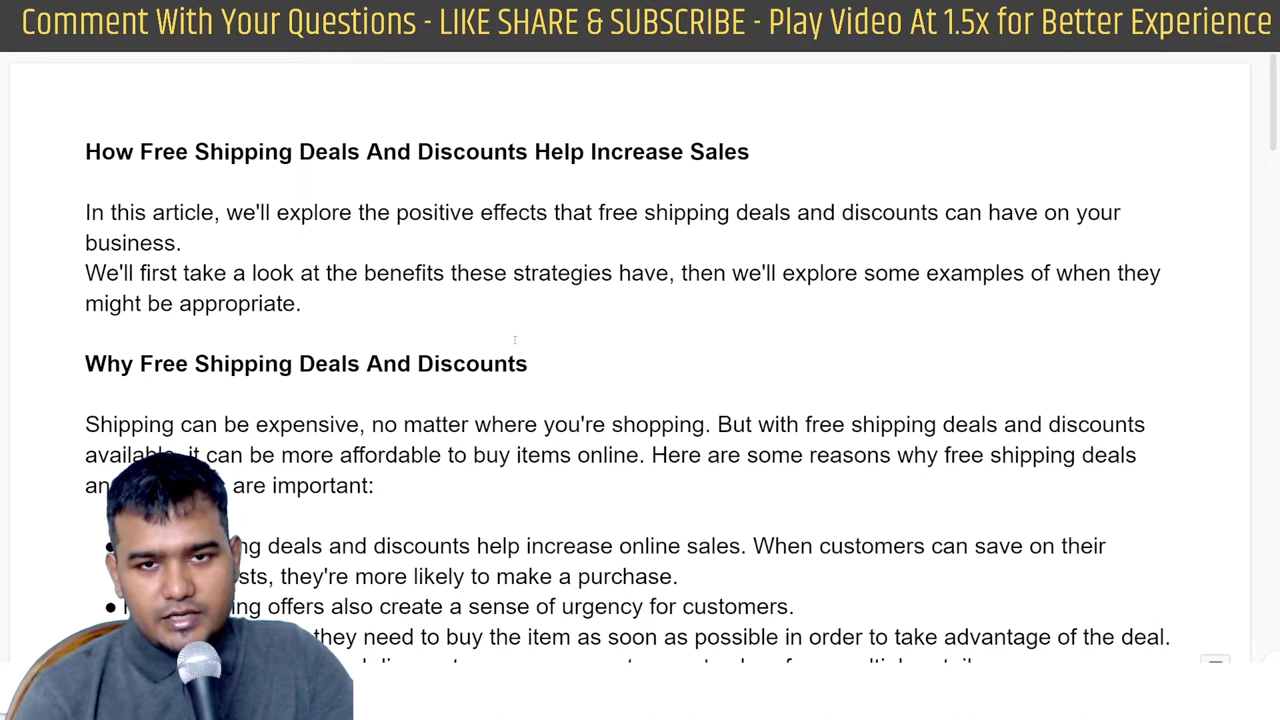 Comment With Your Questions - LIKE SHARE & SUBSCRIBE - Play Video At 1.5x for Better Experience
How Free Shipping Deals And Discounts Help Increase Sales
In this article, we'll explore the positive effects that free shipping deals and discounts can have on your
business.
We'll first take a look at the benefits these strategies have, then we'll explore some examples of when they
might be appropriate.
Why Free Shipping Deals And Discounts
Shipping can be expensive, no matter where you're shopping. But with free shipping deals and discounts
available, it can be more affordable to buy items online. Here are some reasons why free shipping deals
are important:
deals and discounts help increase online sales. When customers can save on their
they're more likely to make a purchase.
offers also create a sense of urgency for customers.
they need to buy the item as soon as possible in order to take advantage of the deal.